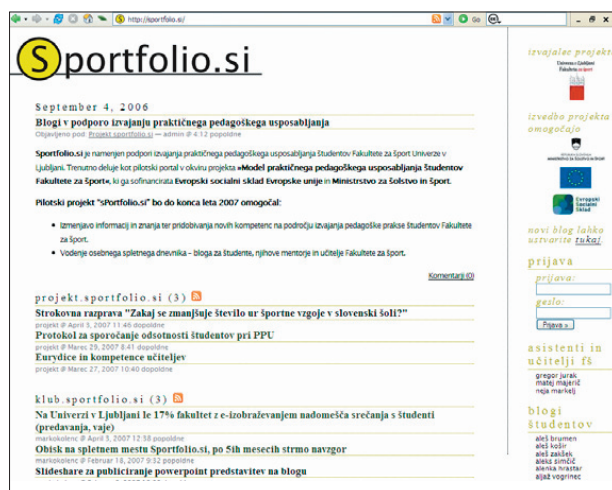 http://sportfolio.si/
Go
Sportfolio.si
September 4, 2006
Blogi v podporo izvajanju praktičnega pedagoškega usposabljanja
Objavljeno pod: Projekt sportfolio.si — admin @ 4:12 popoldne
Sportfolio.si je namenjen podpori izvajanja praktičnega pedagoškega usposabljanja študentov Fakultete za šport Univerze v
Ljubljani. Trenutno deluje kot pilotski portal v okviru projekta »Model praktičnega pedagoškega usposabljanja študentov
Fakultete za šport«, ki ga sofinancirata Evropski socialni sklad Evropske unije in Ministrstvo za šolstvo in šport.
Pilotski projekt "sPortfolio.si" bo do konca leta 2007 omogočal:
Izmenjavo informacij in znanja ter pridobivanja novih kompetenc na področju izvajanja pedagoške prakse študentov Fakultete
za šport.
Vodenje osebnega spletnega dnevnika – bloga za študente, njihove mentorje in učitelje Fakultete za šport.
Komentarji (0)
projekt.sportfolio.si (3)
Strokovna razprava "Zakaj se zmanjšuje število ur športne vzgoje v slovenski šoli?"
projekt @ April 3, 2007 11:46 dopoldne
Protokol za sporočanje odsotnosti študentov pri PPU
projekt @ Marec 29, 2007 8:41 dopoldne
Eurydice in kompetence učiteljev
projekt @ Marec 27, 2007 10:40 dopoldne
klub.sportfolio.si (3)
Na Univerzi v Ljubljani le 17% fakultet z e-izobraževanjem nadomešča srečanja s študenti
(predavanja, vaje)
markokolenc @ April 3, 2007 12:38 popoldne
Obisk na spletnem mestu Sportfolio.si, po 5ih mesecih strmo navzgor
markokolenc @ Februar 18, 2007 9:32 popoldne
Slideshare za publiciranje powerpoint predstavitev na blogu
izvajalec projekta
Univerza v Ljubljani
Fakulteta za šport
izvedbo projekta
omogočajo
Evropski
Socialni
Sklad
novi blog lahko
ustvarite tukaj
prijava
prijava:
geslo:
Prijava »
asistenti in
učitelji fš
gregor jurak
matej majerič
neja markelj
blogi
študentov
aleš brumen
aleš košir
aleš zakšek
aleks simčič
alenka hrastar
aljaž vogrinec